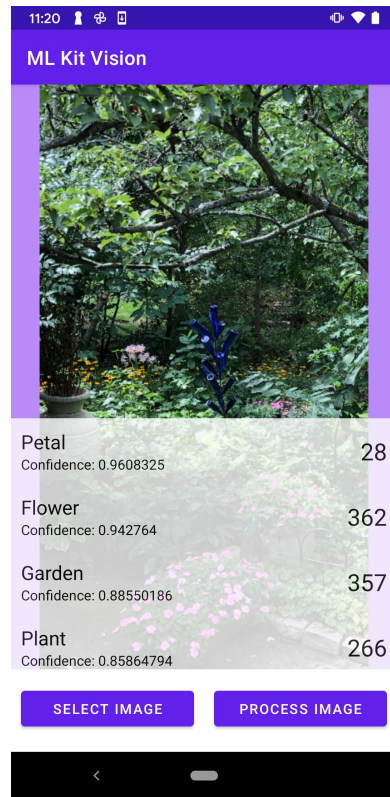 11:20
ML Kit Vision
Petal 28
Confidence: 0.9608325
Flower 362
Confidence: 0.942764
Garden 357
Confidence: 0.88550186
Plant 266
Confidence: 0.85864794
SELECT IMAGE PROCESS IMAGE